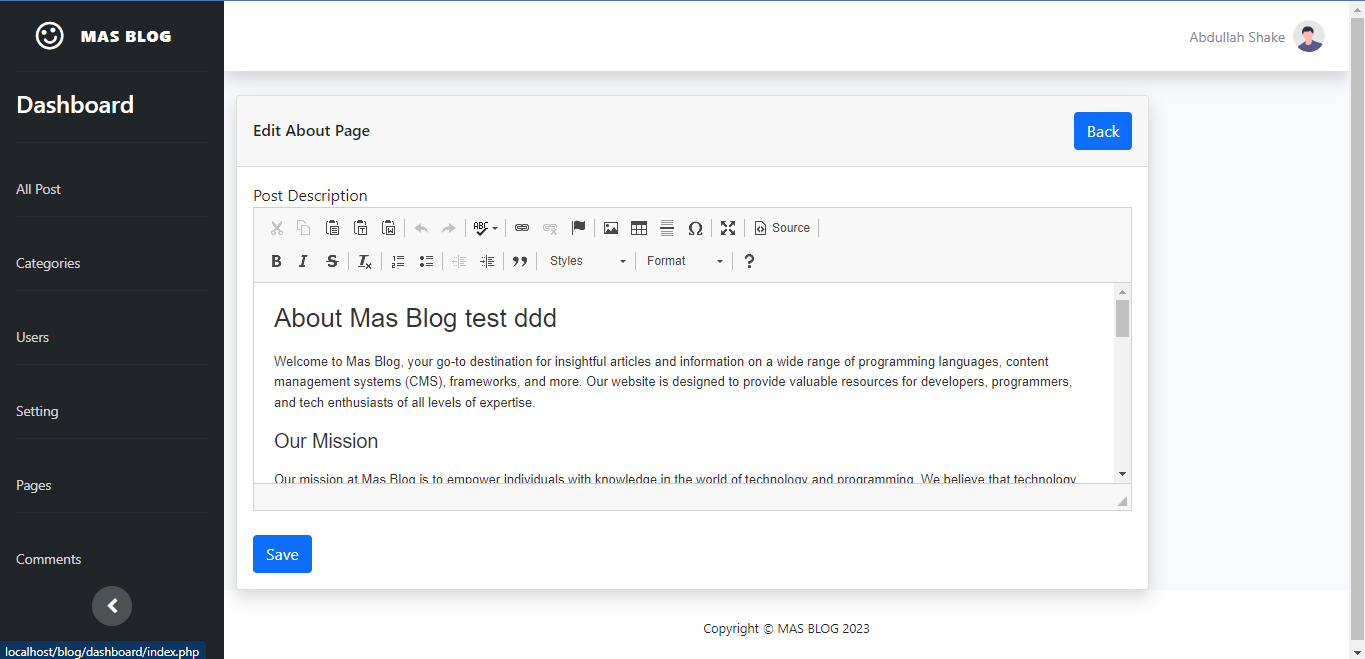 MAS BLOG
Abdullah Shake
Dashboard
All Post
Categories
Users
Setting
Pages
Comments
Edit About Page
Back
Post Description
ABC
Source
B I S Tx
Styles
Format
?
About Mas Blog test ddd
Welcome to Mas Blog, your go-to destination for insightful articles and information on a wide range of programming languages, content
management systems (CMS), frameworks, and more. Our website is designed to provide valuable resources for developers, programmers,
and tech enthusiasts of all levels of expertise.
Our Mission
Our mission at Mas Blog is to empower individuals with knowledge in the world of technology and programming. We believe that technology
Save
Copyright © MAS BLOG 2023
localhost/blog/dashboard/index.php